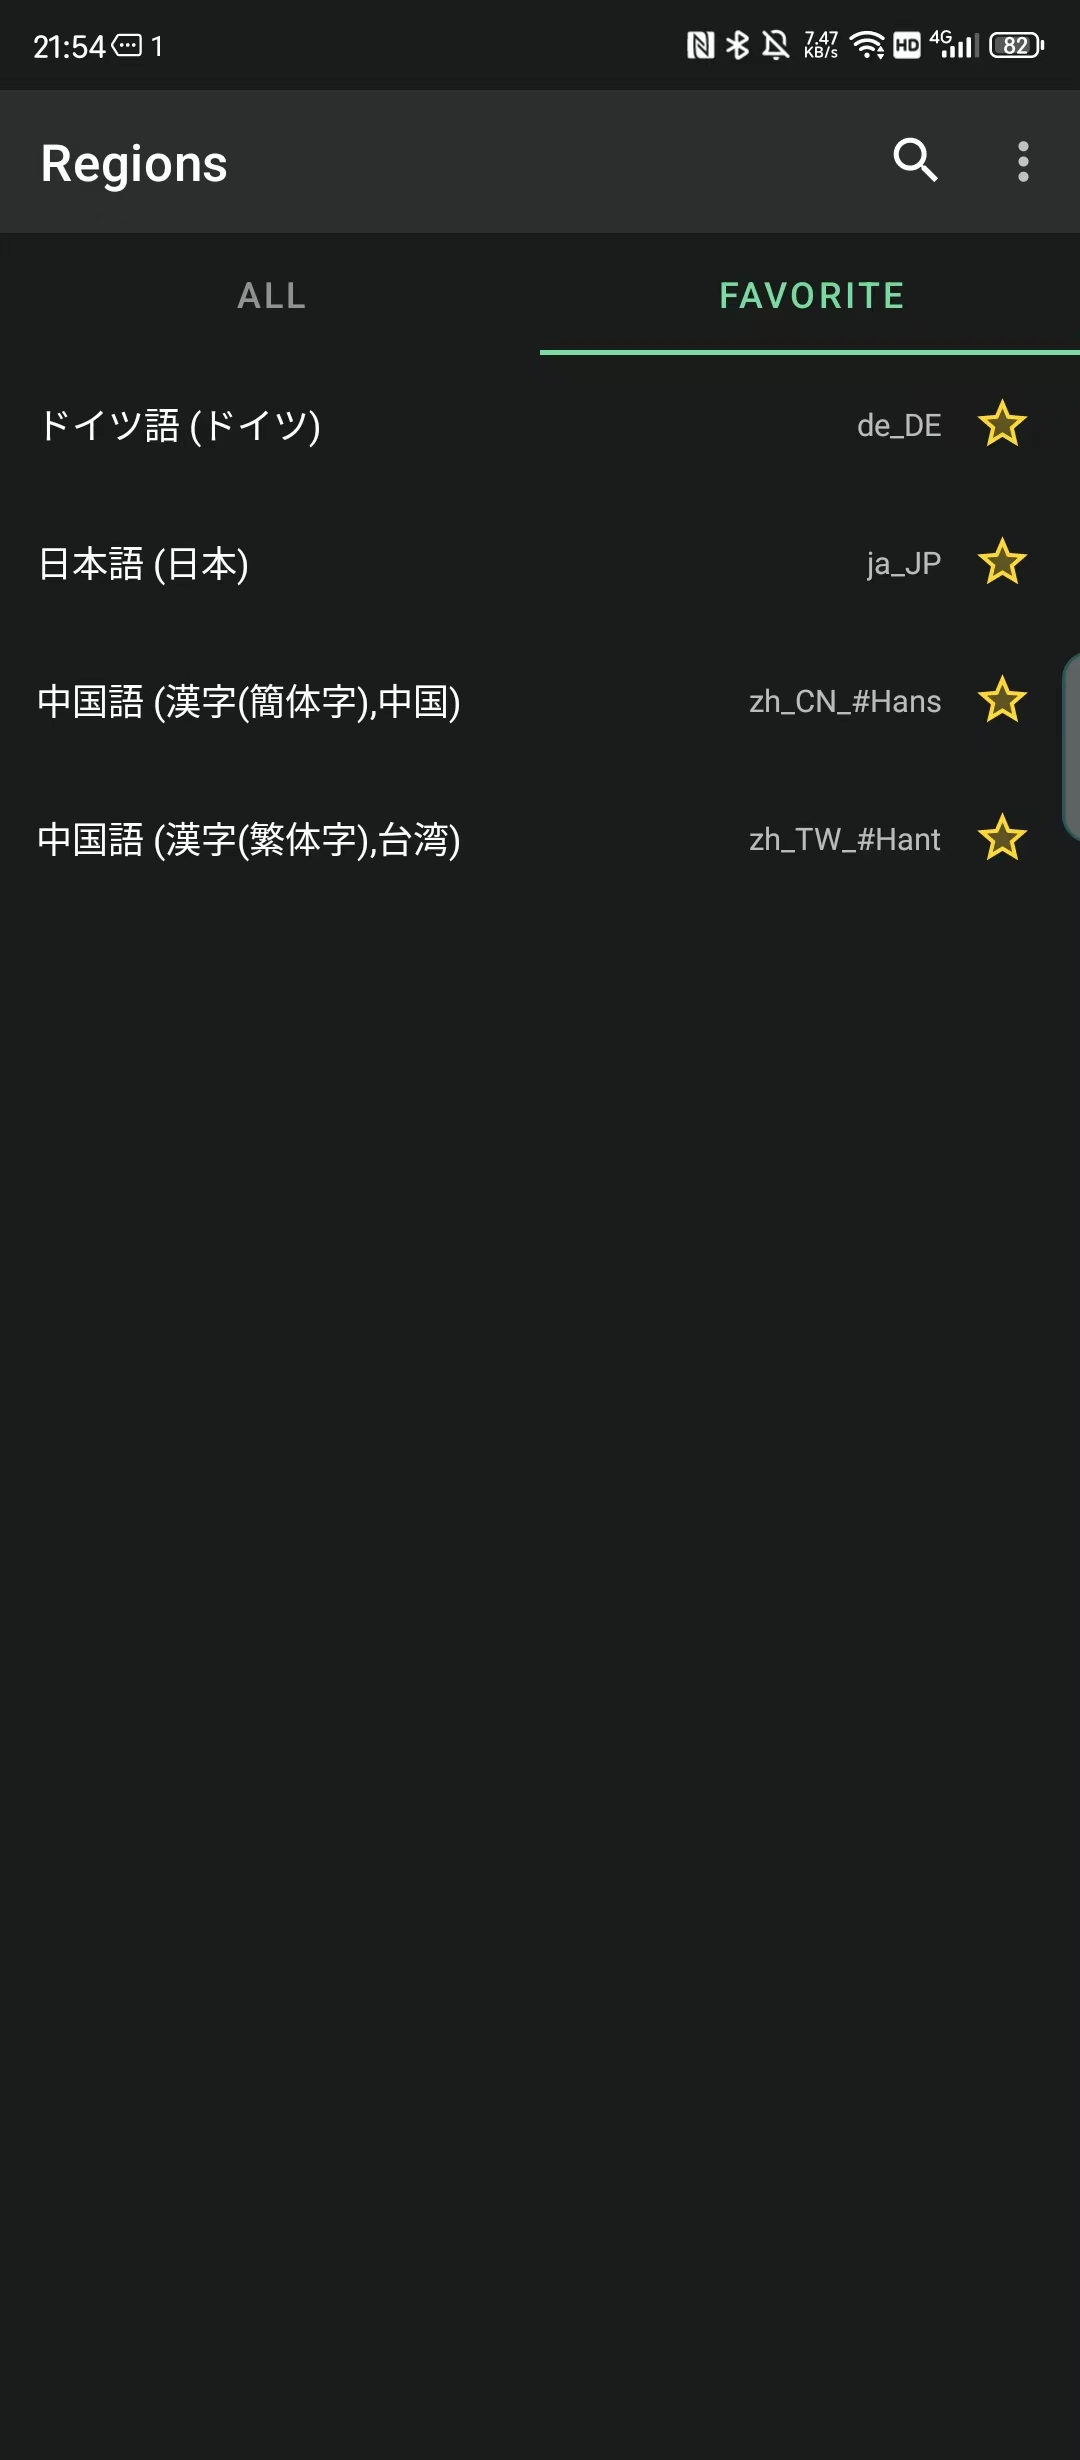 21:54 1
7.47 KB/s HD 4G 82
Regions
ALL
FAVORITE
ドイツ語 (ドイツ) de_DE
日本語 (日本) ja_JP
中国語 (漢字(簡体字),中国) zh_CN_#Hans
中国語 (漢字(繁体字),台湾) zh_TW_#Hant